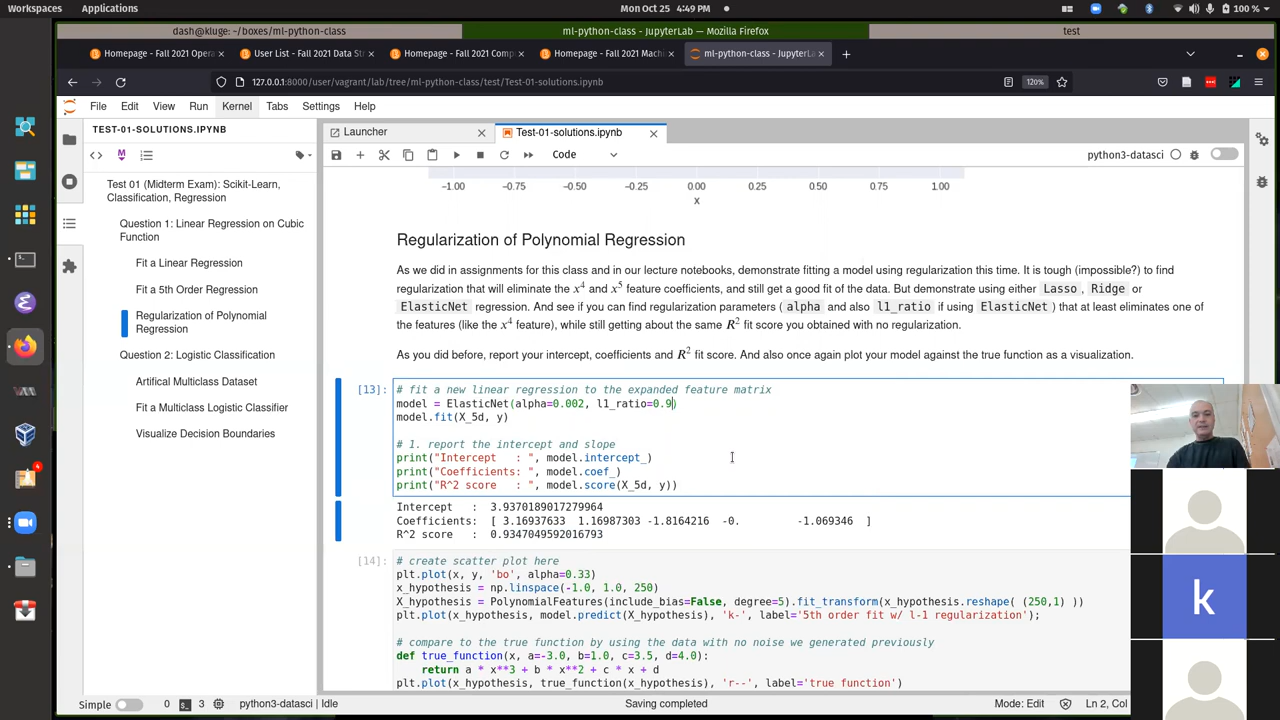 Workspaces Applications Mon Oct 25 4:49 PM 100 %
dash@kluge: ~/boxes/ml-python-class ml-python-class - JupyterLab — Mozilla Firefox test
Homepage - Fall 2021 Opera User List - Fall 2021 Data St Homepage - Fall 2021 Comp Homepage - Fall 2021 Machi ml-python-class - JupyterLa
127.0.0.1:8000/user/vagrant/lab/tree/ml-python-class/test/Test-01-solutions.ipynb 120%
File Edit View Run Kernel Tabs Settings Help
TEST-01-SOLUTIONS.IPYNB
Test 01 (Midterm Exam): Scikit-Learn,
Classification, Regression
Question 1: Linear Regression on Cubic
Function
Fit a Linear Regression
Fit a 5th Order Regression
Regularization of Polynomial
Regression
Question 2: Logistic Classification
Artifical Multiclass Dataset
Fit a Multiclass Logistic Classifier
Visualize Decision Boundaries
Launcher Test-01-solutions.ipynb
Code python3-datasci
−1.00 −0.75 −0.50 −0.25 0.00 0.25 0.50 0.75 1.00
x
Regularization of Polynomial Regression
As we did in assignments for this class and in our lecture notebooks, demonstrate fitting a model using regularization this time. It is tough (impossible?) to find
regularization that will eliminate the x⁴ and x⁵ feature coefficients, and still get a good fit of the data. But demonstrate using either Lasso, Ridge or
ElasticNet regression. And see if you can find regularization parameters ( alpha and also l1_ratio if using ElasticNet) that at least eliminates one of
the features (like the x⁴ feature), while still getting about the same R² fit score you obtained with no regularization.
As you did before, report your intercept, coefficients and R² fit score. And also once again plot your model against the true function as a visualization.
[13]: # fit a new linear regression to the expanded feature matrix
model = ElasticNet(alpha=0.002, l1_ratio=0.9)
model.fit(X_5d, y)
# 1. report the intercept and slope
print("Intercept   : ", model.intercept_)
print("Coefficients: ", model.coef_)
print("R^2 score   : ", model.score(X_5d, y))
Intercept   :  3.9370189017279964
Coefficients:  [ 3.16937633  1.16987303 -1.8164216  -0.         -1.069346  ]
R^2 score   :  0.9347049592016793
[14]: # create scatter plot here
plt.plot(x, y, 'bo', alpha=0.33)
x_hypothesis = np.linspace(-1.0, 1.0, 250)
X_hypothesis = PolynomialFeatures(include_bias=False, degree=5).fit_transform(x_hypothesis.reshape( (250,1) ))
plt.plot(x_hypothesis, model.predict(X_hypothesis), 'k-', label='5th order fit w/ l-1 regularization');
# compare to the true function by using the data with no noise we generated previously
def true_function(x, a=-3.0, b=1.0, c=3.5, d=4.0):
    return a * x**3 + b * x**2 + c * x + d
plt.plot(x_hypothesis, true_function(x_hypothesis), 'r--', label='true function')
k
Simple 0 3 python3-datasci | Idle Saving completed Mode: Edit Ln 2, Col